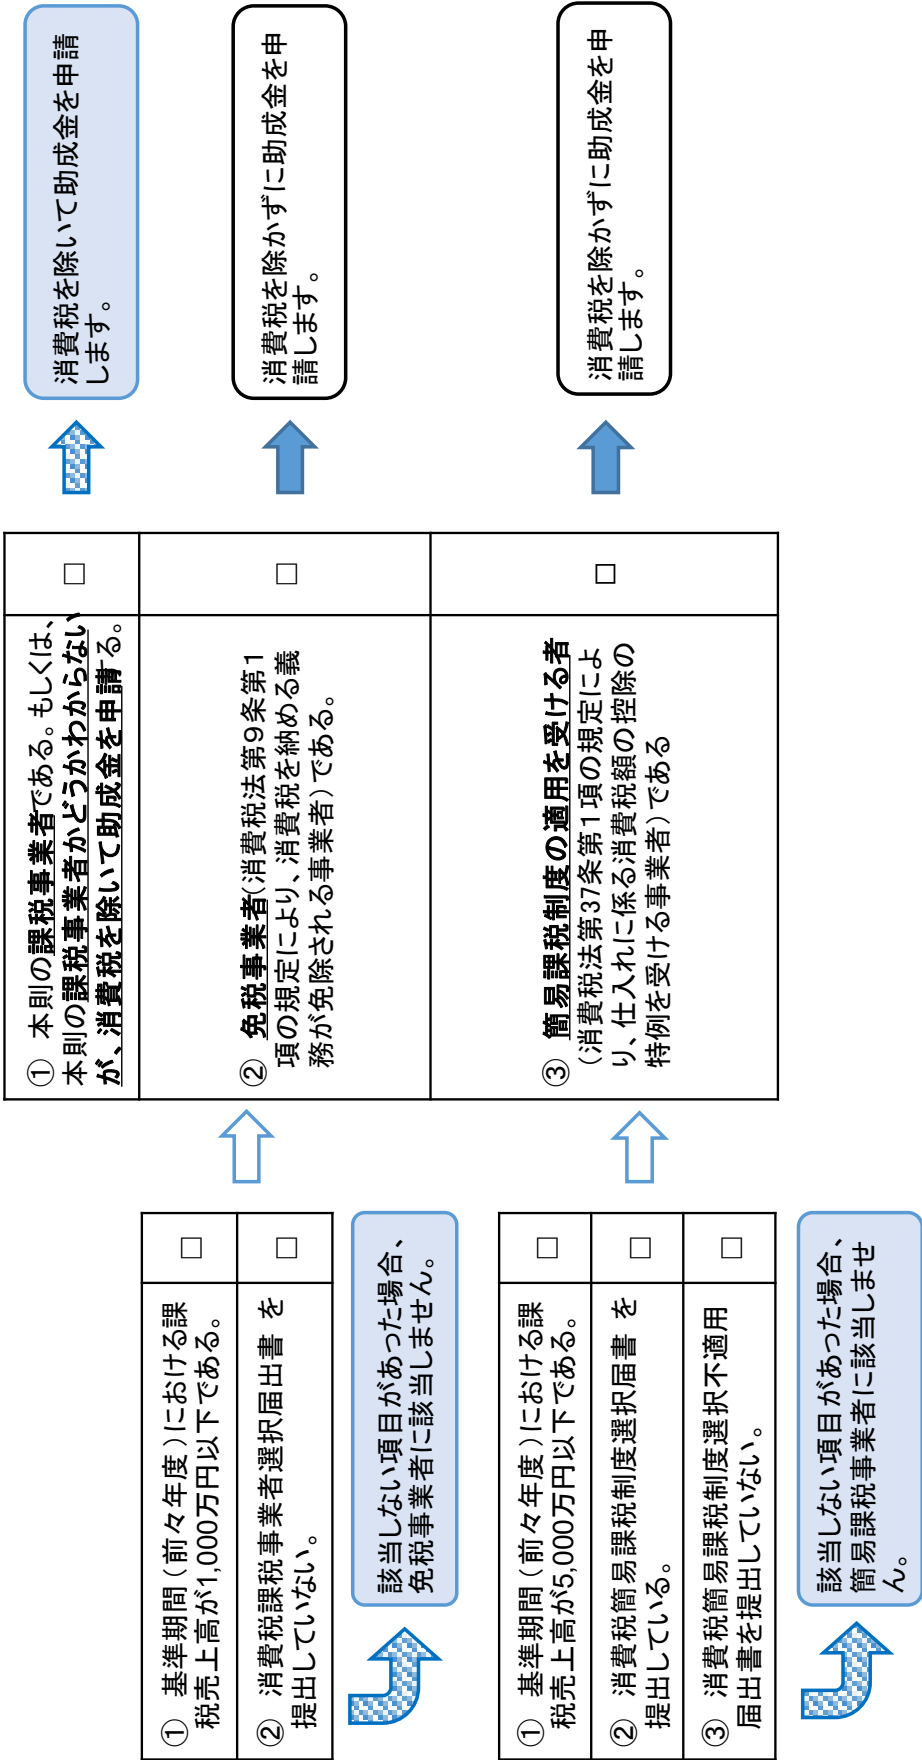 ① 基準期間（前々年度）における課
税売上高が1,000万円以下である。
□
② 消費税課税事業者選択届出書 を
提出していない。
□
該当しない項目があった場合、
免税事業者に該当しません。
① 基準期間（前々年度）における課
税売上高が5,000万円以下である。
□
② 消費税簡易課税制度選択届書 を
提出している。
□
③ 消費税簡易課税制度選択不適用
届出書を提出していない。
□
該当しない項目があった場合、
簡易課税事業者に該当しませ
ん。
① 本則の課税事業者である。もしくは、
本則の課税事業者かどうかわからない
が、消費税を除いて助成金を申請する。
□
② 免税事業者(消費税法第９条第１
項の規定により、消費税を納める義
務が免除される事業者）である。
□
③ 簡易課税制度の適用を受ける者
（消費税法第37条第１項の規定によ
り、仕入れに係る消費税額の控除の
特例を受ける事業者）である
□
消費税を除いて助成金を申請
します。
消費税を除かずに助成金を申
請します。
消費税を除かずに助成金を申
請します。